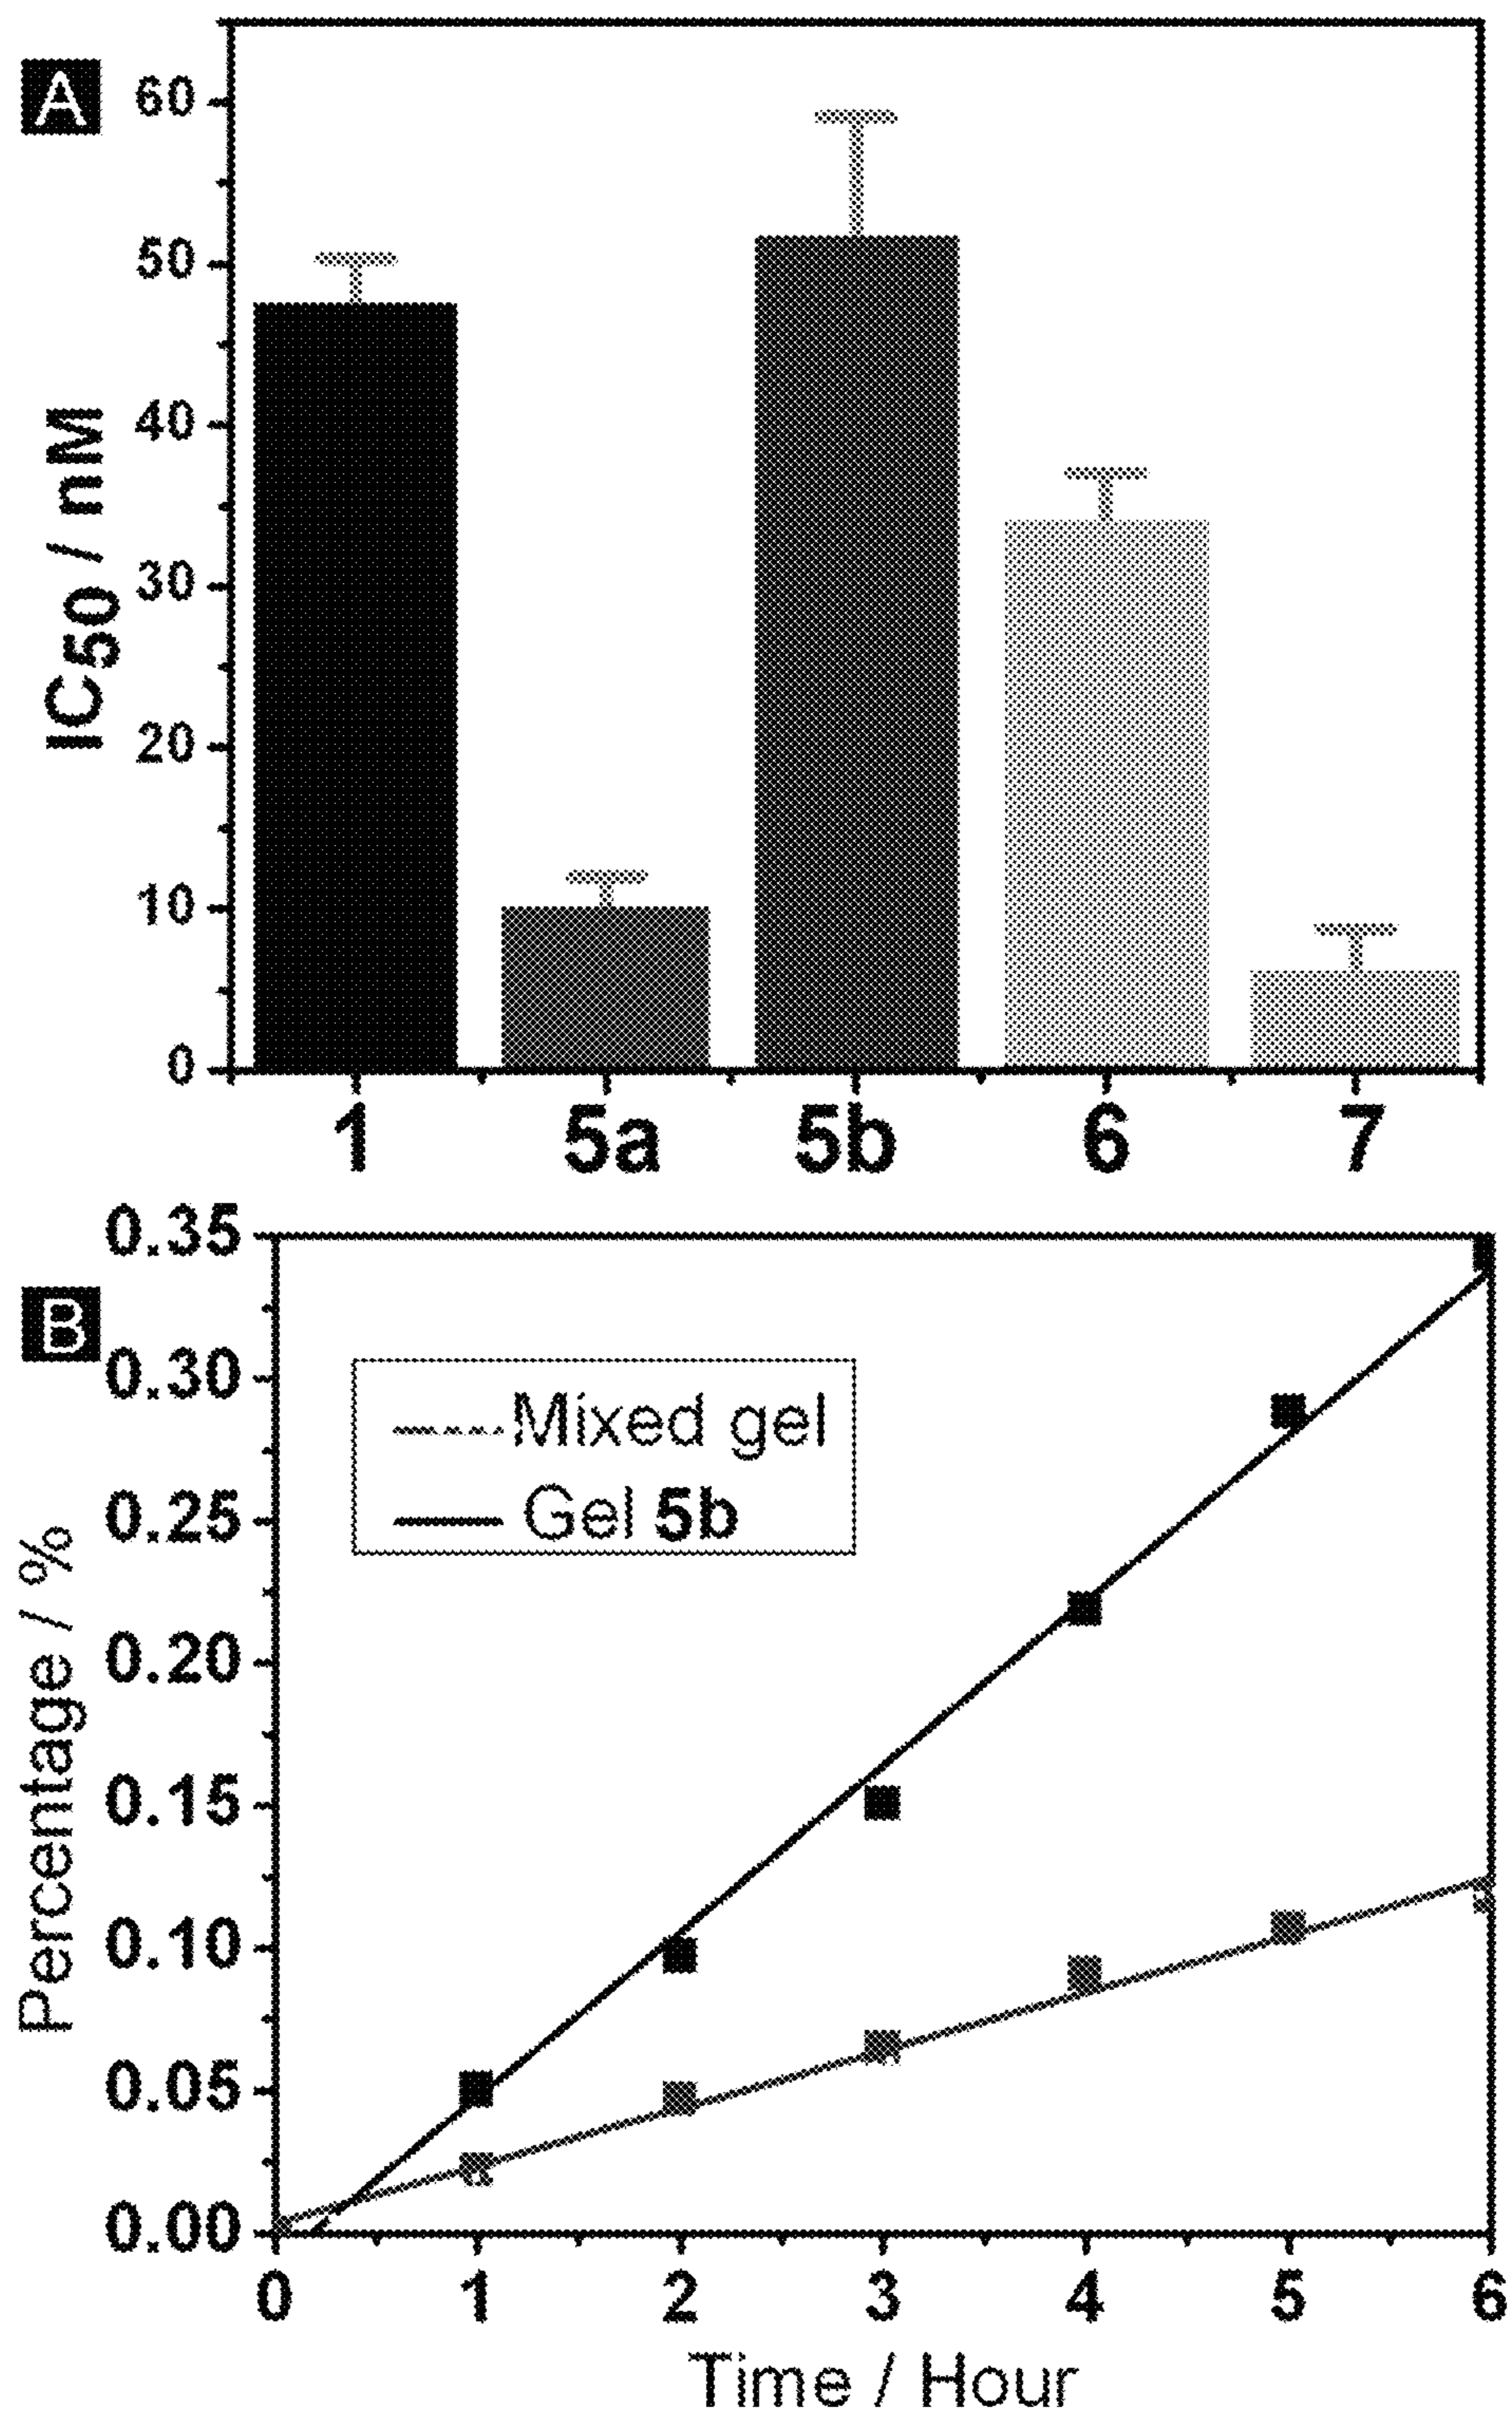 A
60
50
40
30
20
10
0
IC50 / nM
1 5a 5b 6 7
B
0.35
0.30
0.25
0.20
0.15
0.10
0.05
0.00
Percentage / %
Mixed gel
Gel 5b
0 1 2 3 4 5 6
Time / Hour